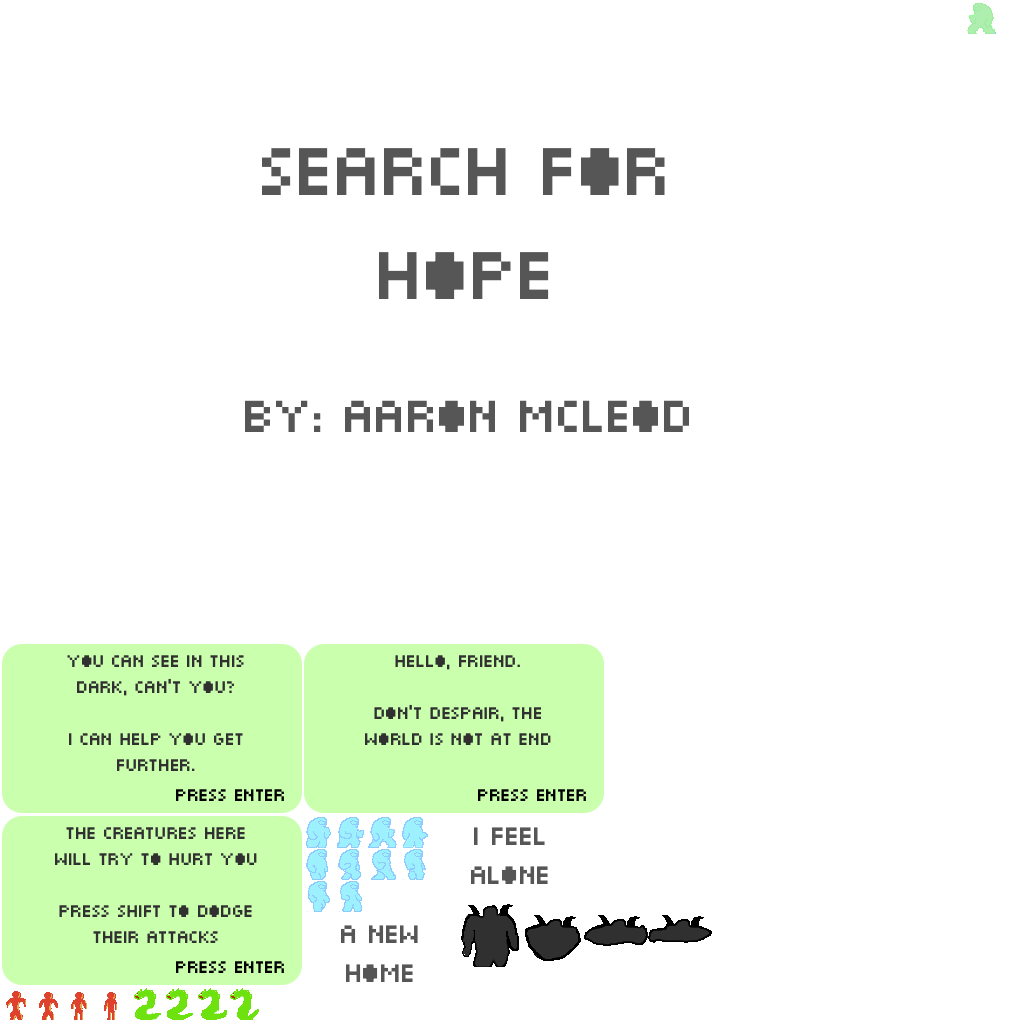 SEARCH FOR
HOPE
BY: AARON MCLEOD
YOU CAN SEE IN THIS
DARK, CAN'T YOU?
I CAN HELP YOU GET
FURTHER.
PRESS ENTER
HELLO, FRIEND.
DON'T DESPAIR, THE
WORLD IS NOT AT END
PRESS ENTER
THE CREATURES HERE
WILL TRY TO HURT YOU
PRESS SHIFT TO DODGE
THEIR ATTACKS
PRESS ENTER
I FEEL
ALONE
A NEW
HOME